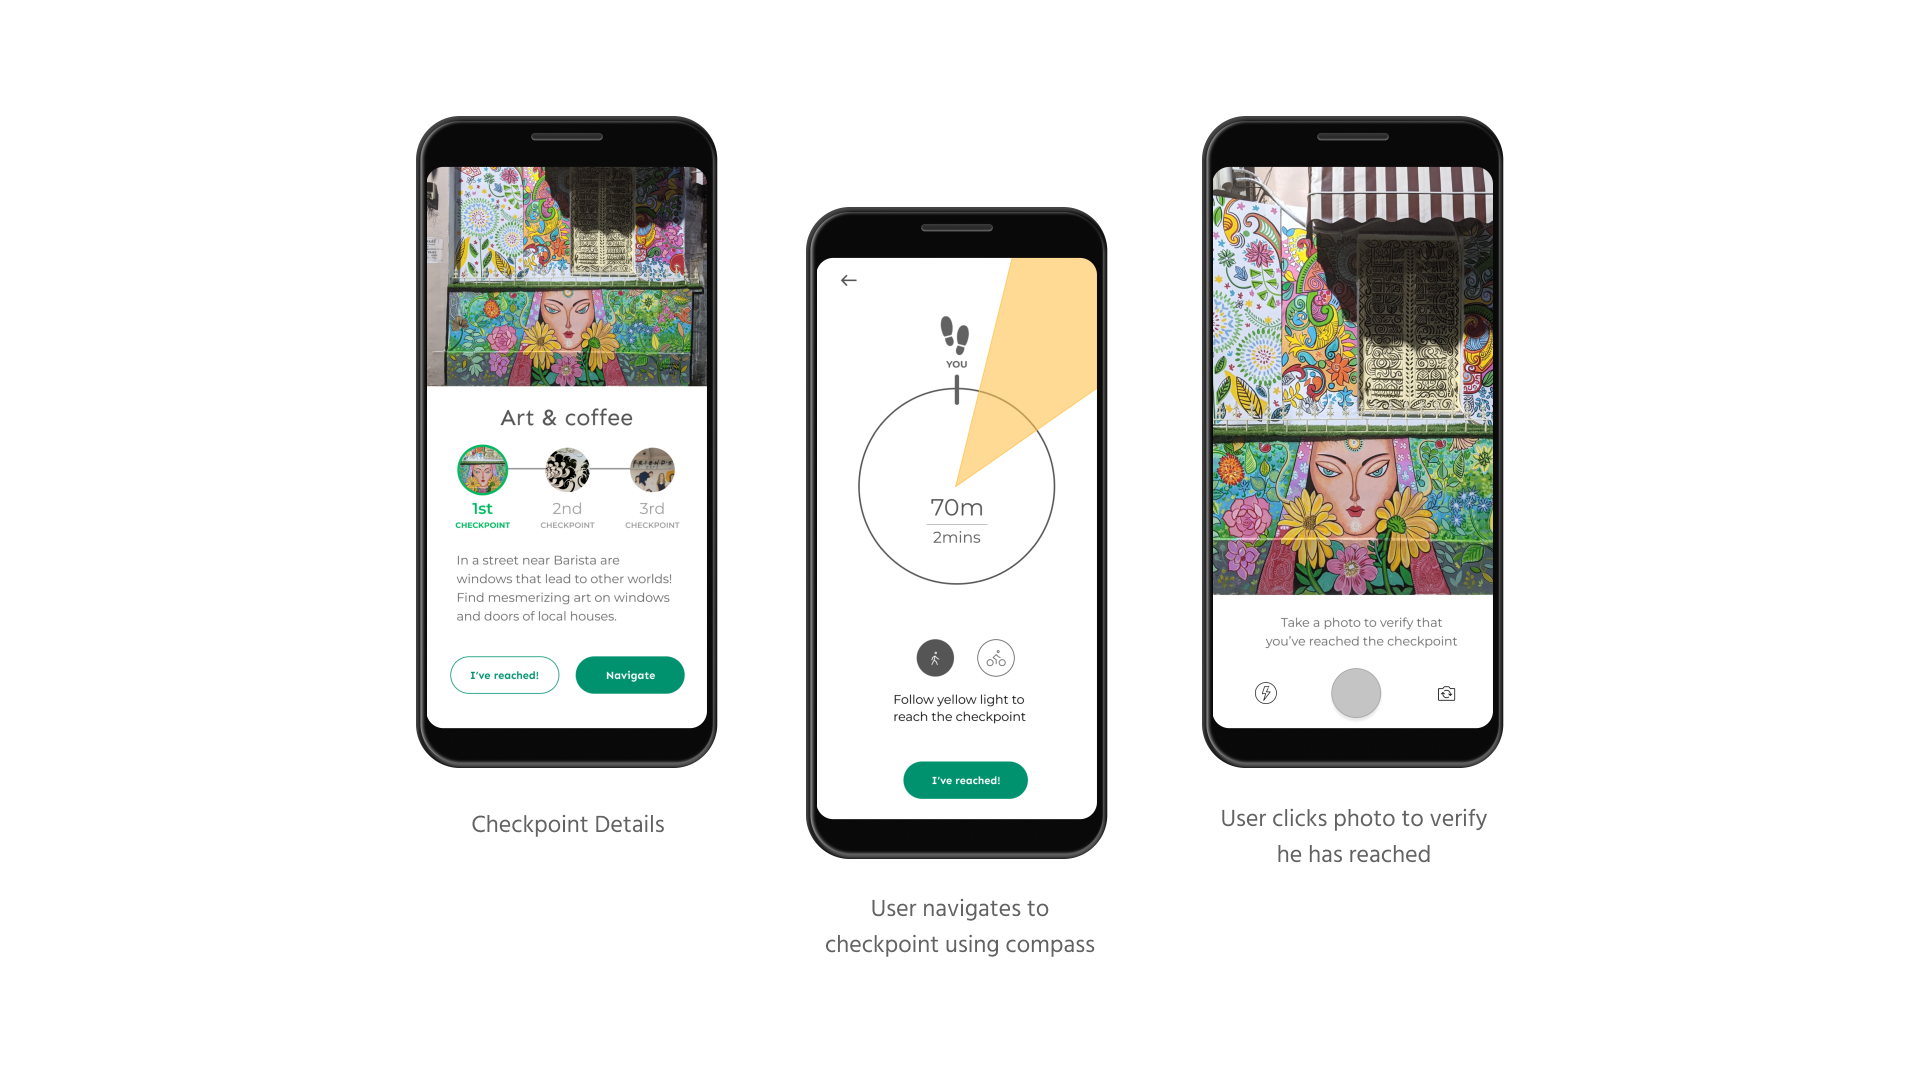 Art & coffee
1st
CHECKPOINT
2nd
CHECKPOINT
3rd
CHECKPOINT
In a street near Barista are
windows that lead to other worlds!
Find mesmerizing art on windows
and doors of local houses.
I've reached!
Navigate
Checkpoint Details
YOU
70m
2mins
Follow yellow light to
reach the checkpoint
I've reached!
User navigates to
checkpoint using compass
Take a photo to verify that
you've reached the checkpoint
User clicks photo to verify
he has reached